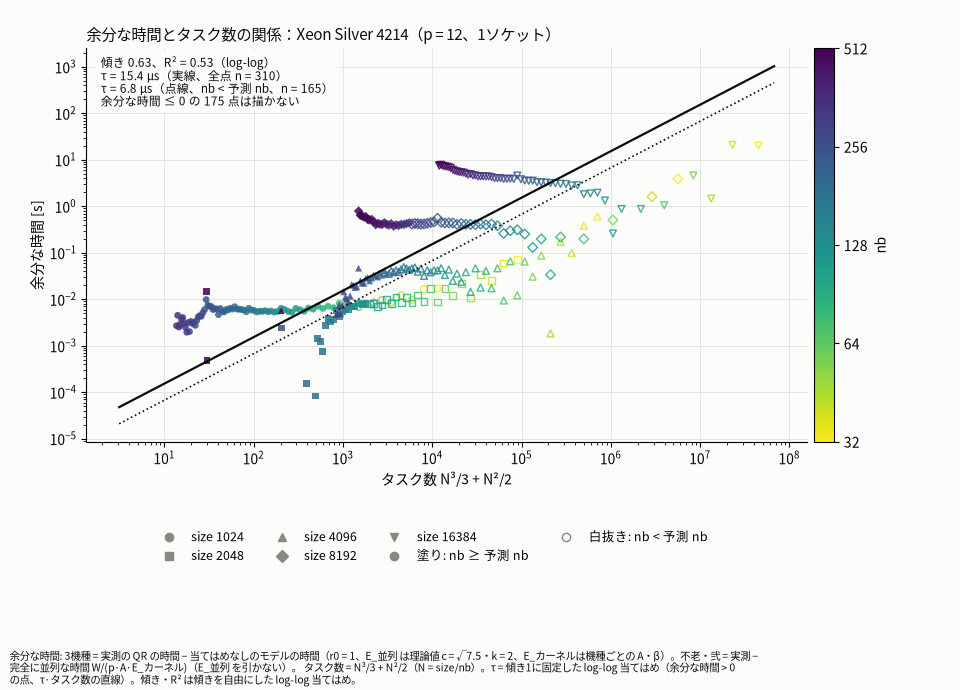 余分な時間とタスク数の関係：Xeon Silver 4214（p = 12、1ソケット）
傾き 0.63、R² = 0.53（log-log）
τ = 15.4 µs（実線、全点 n = 310）
τ = 6.8 µs（点線、nb < 予測 nb、n = 165）
余分な時間 ≤ 0 の 175 点は描かない
余分な時間 [s]
10³
10²
10¹
10⁰
10⁻¹
10⁻²
10⁻³
10⁻⁴
10⁻⁵
10¹ 10² 10³ 10⁴ 10⁵ 10⁶ 10⁷ 10⁸
タスク数 N³/3 + N²/2
512
256
128
64
32
nb
size 1024 size 4096 size 16384 白抜き: nb < 予測 nb
size 2048 size 8192 塗り: nb ≥ 予測 nb
余分な時間: 3機種 = 実測の QR の時間 − 当てはめなしのモデルの時間（r0 = 1、E_並列 は理論値 c = √7.5・k = 2、E_カーネルは機種ごとの A・β）。不老・弐 = 実測 −
完全に並列な時間 W/(p·A·E_カーネル)（E_並列 を引かない）。 タスク数 = N³/3 + N²/2（N = size/nb）。τ = 傾き1に固定した log-log 当てはめ（余分な時間 > 0
の点、τ·タスク数の直線）。傾き・R² は傾きを自由にした log-log 当てはめ。